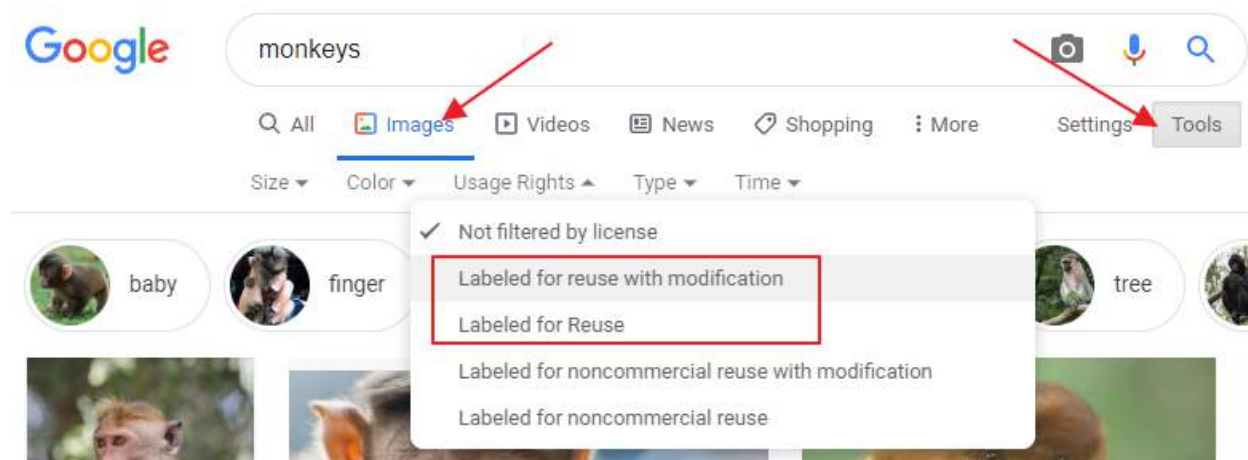 Google monkeys
All Images Videos News Shopping More Settings Tools
Size Color Usage Rights Type Time
Not filtered by license
baby finger Labeled for reuse with modification tree
Labeled for Reuse
Labeled for noncommercial reuse with modification
Labeled for noncommercial reuse